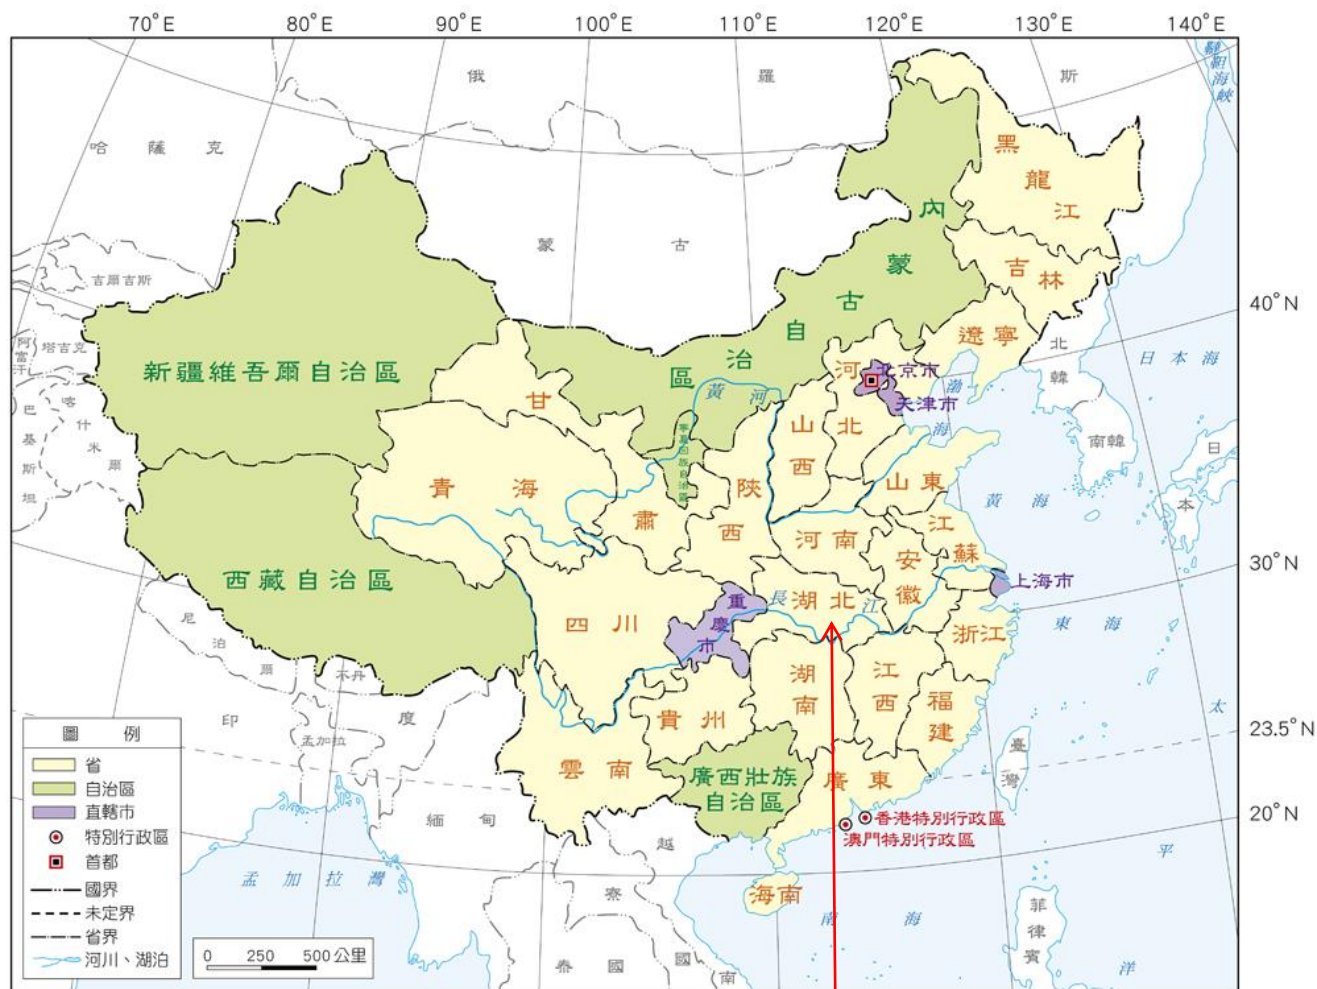 70°E 80°E 90°E 100°E 110°E 120°E 130°E 140°E
俄羅斯
韃靼海峽
哈薩克
蒙古
黑龍江
內蒙古自治區
吉林
吉爾吉斯
40°N
遼寧
阿富汗
塔吉克
北韓
日本海
新疆維吾爾自治區
河北
北京市
渤海
天津市
黃河
甘肅
巴基斯坦
喀什米爾
寧夏回族自治區
山西
南韓
日本
青海
陝西
山東
黃海
河南
江蘇
安徽
30°N
西藏自治區
上海市
重慶市
長江
湖北
四川
浙江
東海
尼泊爾
不丹
湖南
江西
福建
太平洋
印度
孟加拉
貴州
23.5°N
臺灣
雲南
廣西壯族自治區
廣東
緬甸
香港特別行政區
澳門特別行政區
20°N
越南
孟加拉灣
寮國
海南
南海
菲律賓
泰國
圖例
省
自治區
直轄市
特別行政區
首都
國界
未定界
省界
河川、湖泊
0 250 500公里